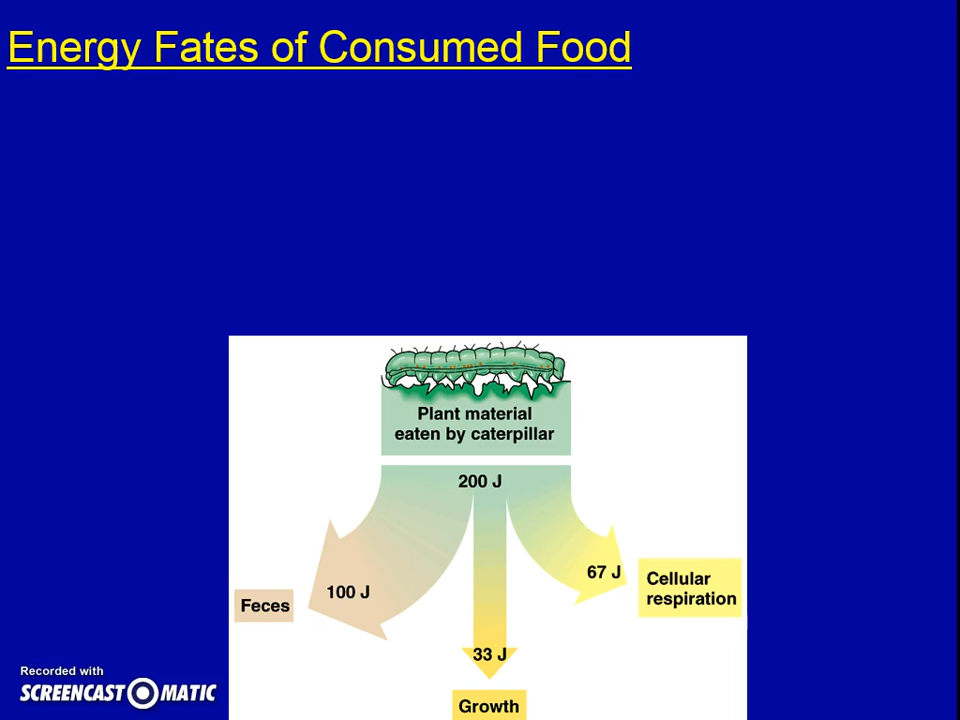 Energy Fates of Consumed Food
Plant material
eaten by caterpillar
200 J
67 J
Cellular
respiration
100 J
Feces
33 J
Growth
Recorded with
SCREENCAST-O-MATIC